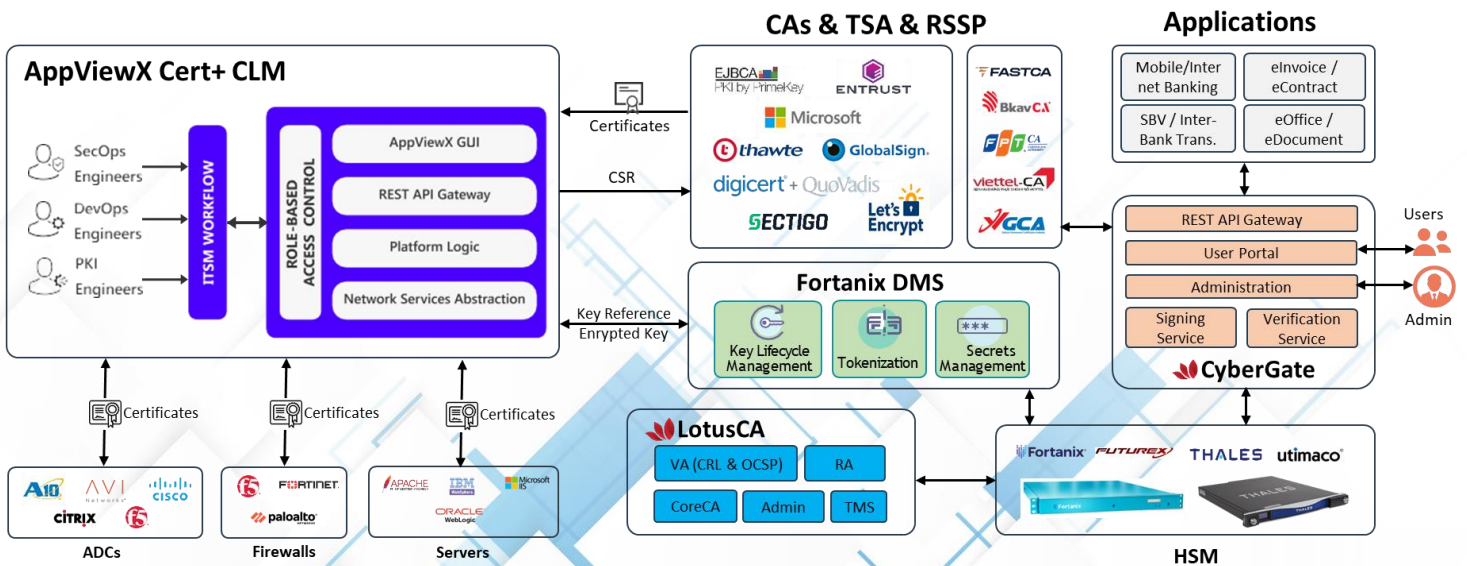 CAs & TSA & RSSP
Applications
AppViewX Cert+ CLM
SecOps
Engineers
DevOps
Engineers
PKI
Engineers
ITSM WORKFLOW
ROLE-BASED
ACCESS CONTROL
AppViewX GUI
REST API Gateway
Platform Logic
Network Services Abstraction
Certificates
CSR
Key Reference
Enrypted Key
EJBCA
PKI by PrimeKey
ENTRUST
Microsoft
thawte
GlobalSign.
digicert + QuoVadis
SECTIGO
Let's
Encrypt
FASTCA
Bkav CA
FPT CA
viettel-CA
GCA
Mobile/Inter
net Banking
eInvoice /
eContract
SBV / Inter-
Bank Trans.
eOffice /
eDocument
REST API Gateway
User Portal
Administration
Signing
Service
Verification
Service
CyberGate
Users
Admin
Fortanix DMS
Key Lifecycle
Management
Tokenization
***
Secrets
Management
LotusCA
VA (CRL & OCSP)
RA
CoreCA
Admin
TMS
Fortanix
FUTUREX
THALES
utimaco
Fortanix
THALES
THALES
HSM
Certificates
Certificates
Certificates
A10
AVI
Networks
CISCO
CITRIX
f5
ADCs
f5
FORTINET
paloalto
Firewalls
APACHE
IBM
WebSphere
Microsoft
IIS
ORACLE
WebLogic
Servers